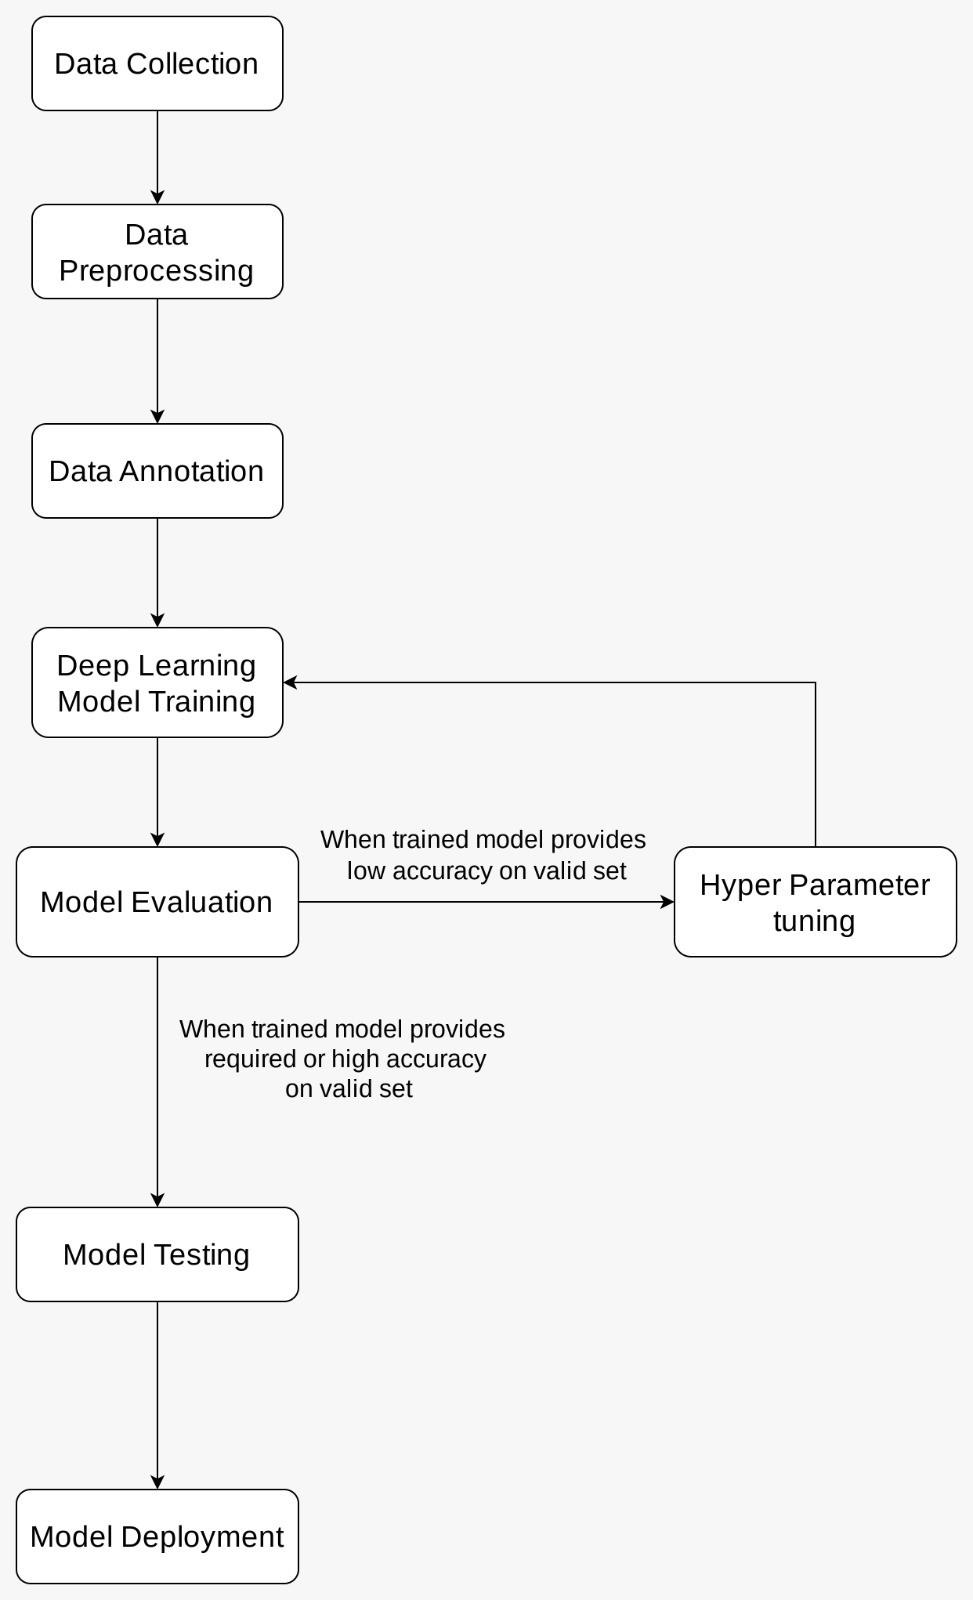 Data Collection
Data
Preprocessing
Data Annotation
Deep Learning
Model Training
When trained model provides
low accuracy on valid set
Model Evaluation
Hyper Parameter
tuning
When trained model provides
required or high accuracy
on valid set
Model Testing
Model Deployment